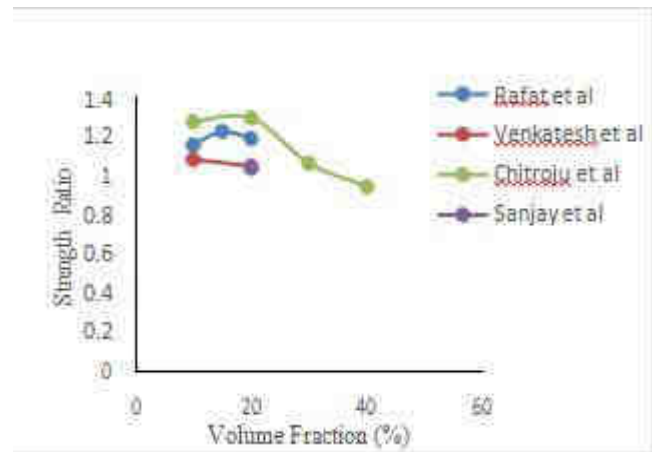 1.4
1.2
1
0.8
0.6
0.4
0.2
0
Strength Ratio
0 20 40 60
Volume Fraction (%)
Rafat et al
Venkatesh et al
Chitroju et al
Sanjay et al